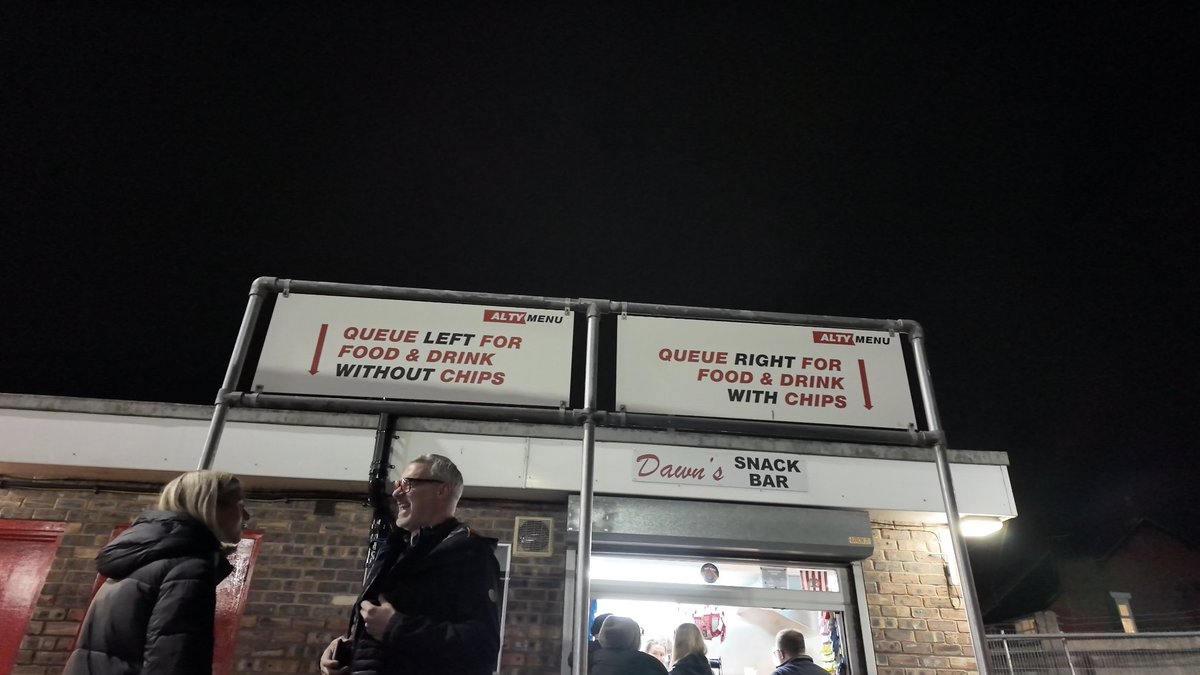 ALTY MENU
QUEUE LEFT FOR
FOOD & DRINK
WITHOUT CHIPS
ALTY MENU
QUEUE RIGHT FOR
FOOD & DRINK
WITH CHIPS
Dawn's SNACK
BAR